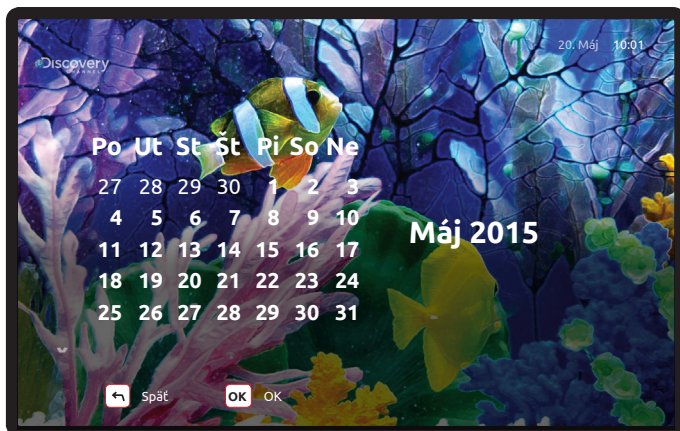 20. Máj 10:01
Discovery
CHANNEL
Po Ut St Št Pi So Ne
27 28 29 30 1 2 3
4 5 6 7 8 9 10
11 12 13 14 15 16 17
18 19 20 21 22 23 24
25 26 27 28 29 30 31
Máj 2015
Späť
OK OK